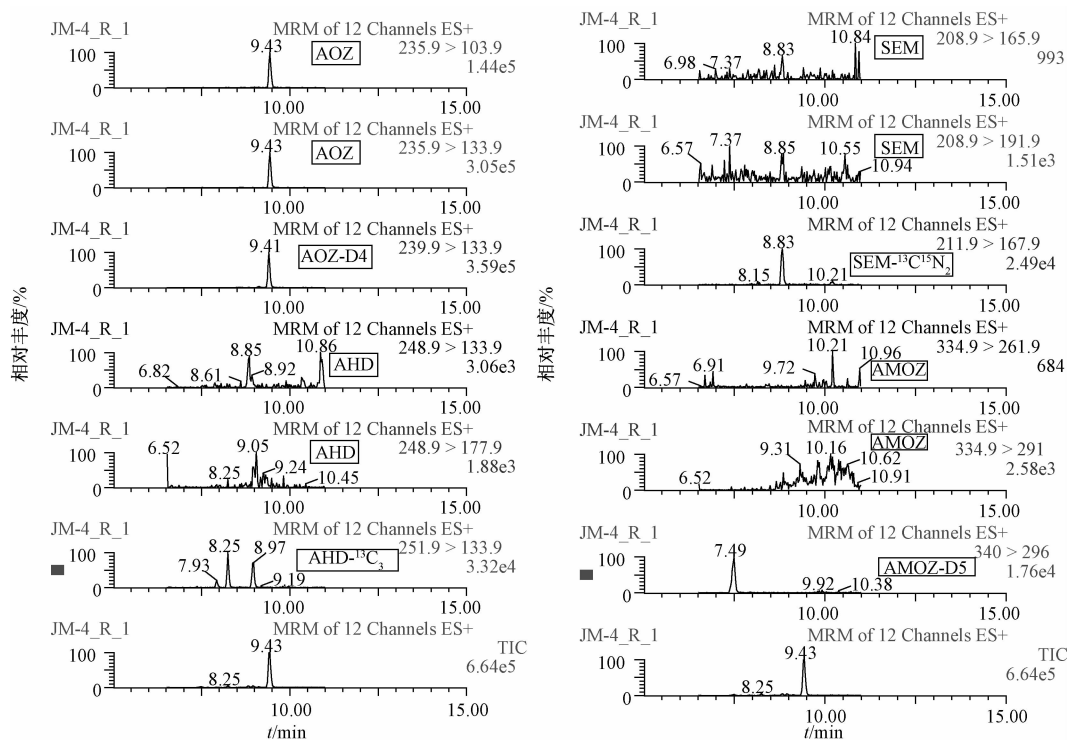 JM-4_R_1 MRM of 12 Channels ES+
9.43 AOZ 235.9 > 103.9
100 1.44e5
0
10.00 15.00
JM-4_R_1 MRM of 12 Channels ES+
9.43 AOZ 235.9 > 133.9
100 3.05e5
0
10.00 15.00
JM-4_R_1 MRM of 12 Channels ES+
9.41 AOZ-D4 239.9 > 133.9
100 3.59e5
0
10.00 15.00
相对丰度/%
JM-4_R_1 MRM of 12 Channels ES+
8.85 10.86 248.9 > 133.9
100 6.82 8.61 8.92 AHD 3.06e3
0
10.00 15.00
JM-4_R_1 MRM of 12 Channels ES+
6.52 9.05 AHD 248.9 > 177.9
100 8.25 9.24 10.45 1.88e3
0
10.00 15.00
JM-4_R_1 MRM of 12 Channels ES+
8.25 8.97 AHD-¹³C₃ 251.9 > 133.9
100 7.93 9.19 3.32e4
0
10.00 15.00
JM-4_R_1 MRM of 12 Channels ES+
9.43 TIC
100 8.25 6.64e5
0
10.00 15.00
t/min
JM-4_R_1 MRM of 12 Channels ES+
8.83 10.84 SEM 208.9 > 165.9
100 6.98 7.37 993
0
10.00 15.00
JM-4_R_1 MRM of 12 Channels ES+
7.37 8.85 10.55 SEM 208.9 > 191.9
100 6.57 10.94 1.51e3
0
10.00 15.00
JM-4_R_1 MRM of 12 Channels ES+
8.83 211.9 > 167.9
100 8.15 10.21 SEM-¹³C¹⁵N₂ 2.49e4
0
10.00 15.00
相对丰度/%
JM-4_R_1 MRM of 12 Channels ES+
10.21 334.9 > 261.9
100 6.57 6.91 9.72 10.96 AMOZ 684
0
10.00 15.00
JM-4_R_1 MRM of 12 Channels ES+
9.31 10.16 AMOZ 334.9 > 291
100 6.52 10.62 10.91 2.58e3
0
10.00 15.00
JM-4_R_1 MRM of 12 Channels ES+
7.49 340 > 296
100 9.92 10.38 AMOZ-D5 1.76e4
0
10.00 15.00
JM-4_R_1 MRM of 12 Channels ES+
9.43 TIC
100 8.25 6.64e5
0
10.00 15.00
t/min